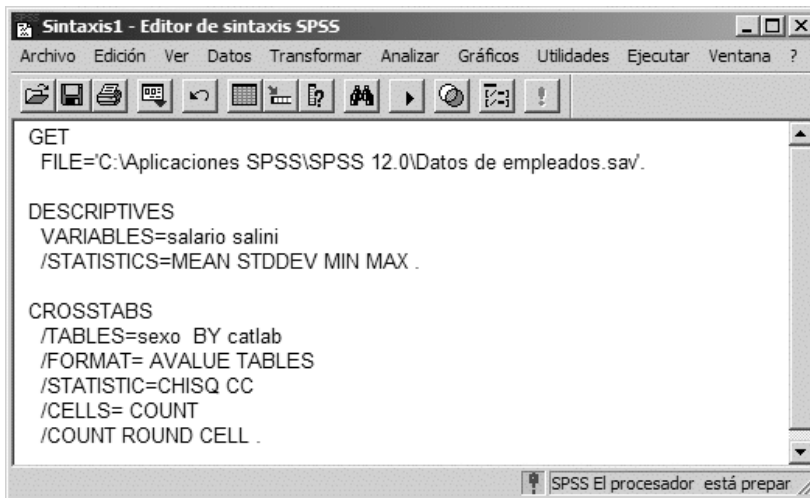 Sintaxis1 - Editor de sintaxis SPSS
Archivo Edición Ver Datos Transformar Analizar Gráficos Utilidades Ejecutar Ventana ?
GET
FILE='C:\Aplicaciones SPSS\SPSS 12.0\Datos de empleados.sav'.
DESCRIPTIVES
VARIABLES=salario salini
/STATISTICS=MEAN STDDEV MIN MAX .
CROSSTABS
/TABLES=sexo BY catlab
/FORMAT= AVALUE TABLES
/STATISTIC=CHISQ CC
/CELLS= COUNT
/COUNT ROUND CELL .
SPSS El procesador está prepar